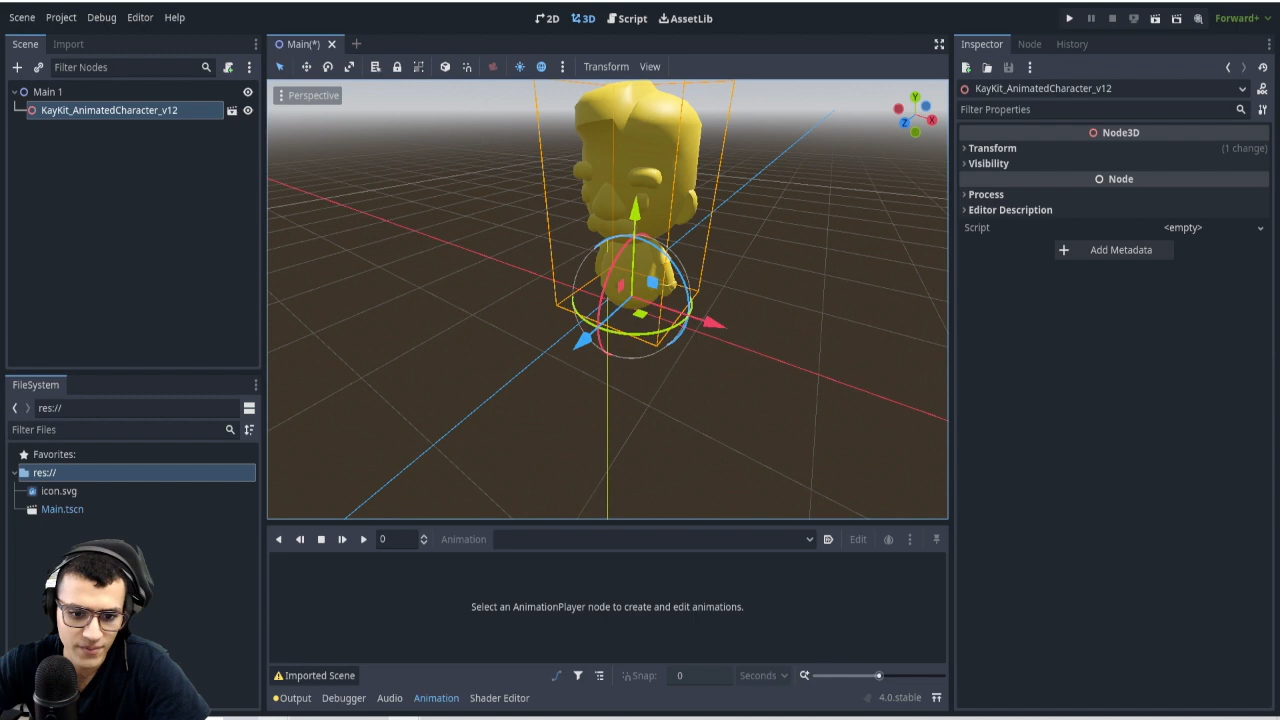 Scene Project Debug Editor Help
2D 3D Script AssetLib
Forward+
Scene Import
Filter Nodes
Main 1
KayKit_AnimatedCharacter_v12
FileSystem
res://
Filter Files
Favorites:
res://
icon.svg
Main.tscn
Main(*)
Transform View
Perspective
Y
X
Z
0 Animation Edit
Select an AnimationPlayer node to create and edit animations.
Imported Scene Snap: 0 Seconds
Output Debugger Audio Animation Shader Editor 4.0.stable
Inspector Node History
KayKit_AnimatedCharacter_v12
Filter Properties
Node3D
Transform (1 change)
Visibility
Node
Process
Editor Description
Script <empty>
Add Metadata